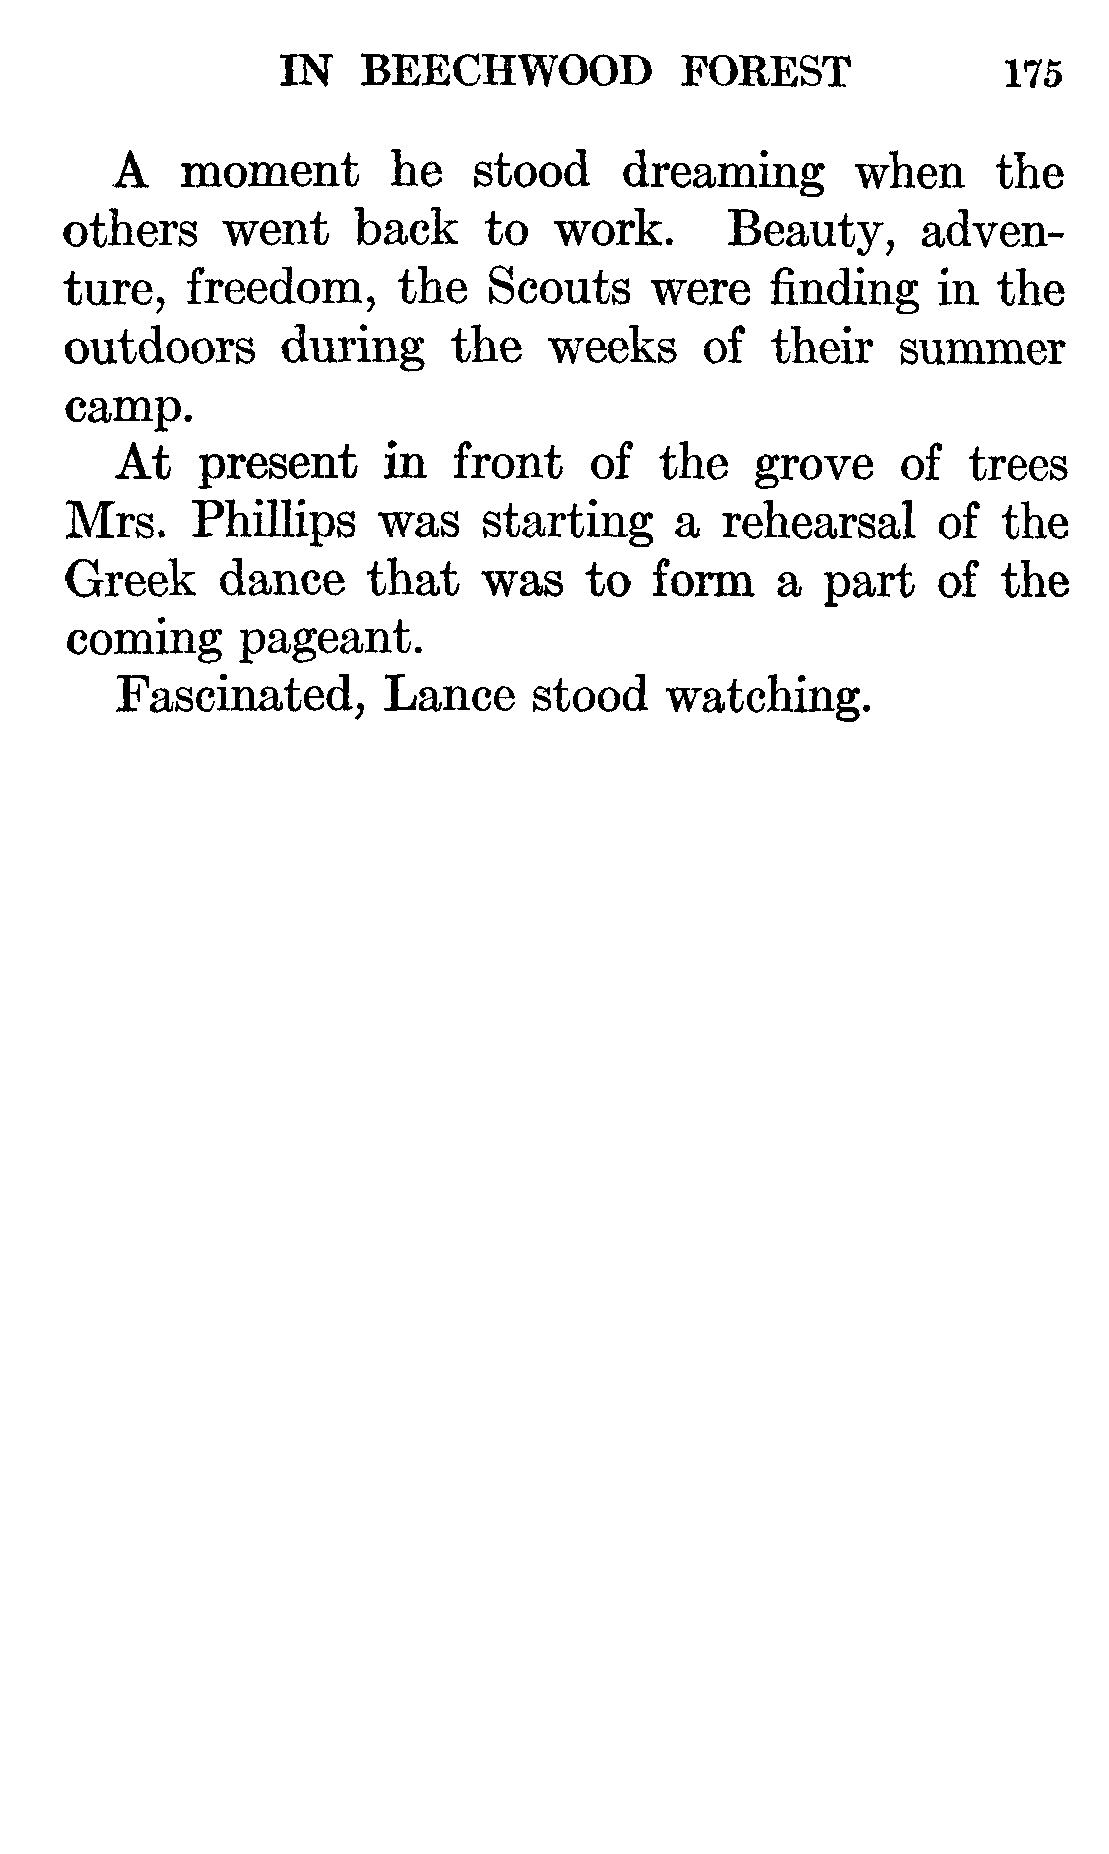 IN BEECHWOOD FOREST 175
A moment he stood dreaming when the
others went back to work. Beauty, adven-
ture, freedom, the Scouts were finding in the
outdoors during the weeks of their summer
camp.
At present in front of the grove of trees
Mrs. Phillips was starting a rehearsal of the
Greek dance that was to form a part of the
coming pageant.
Fascinated, Lance stood watching.